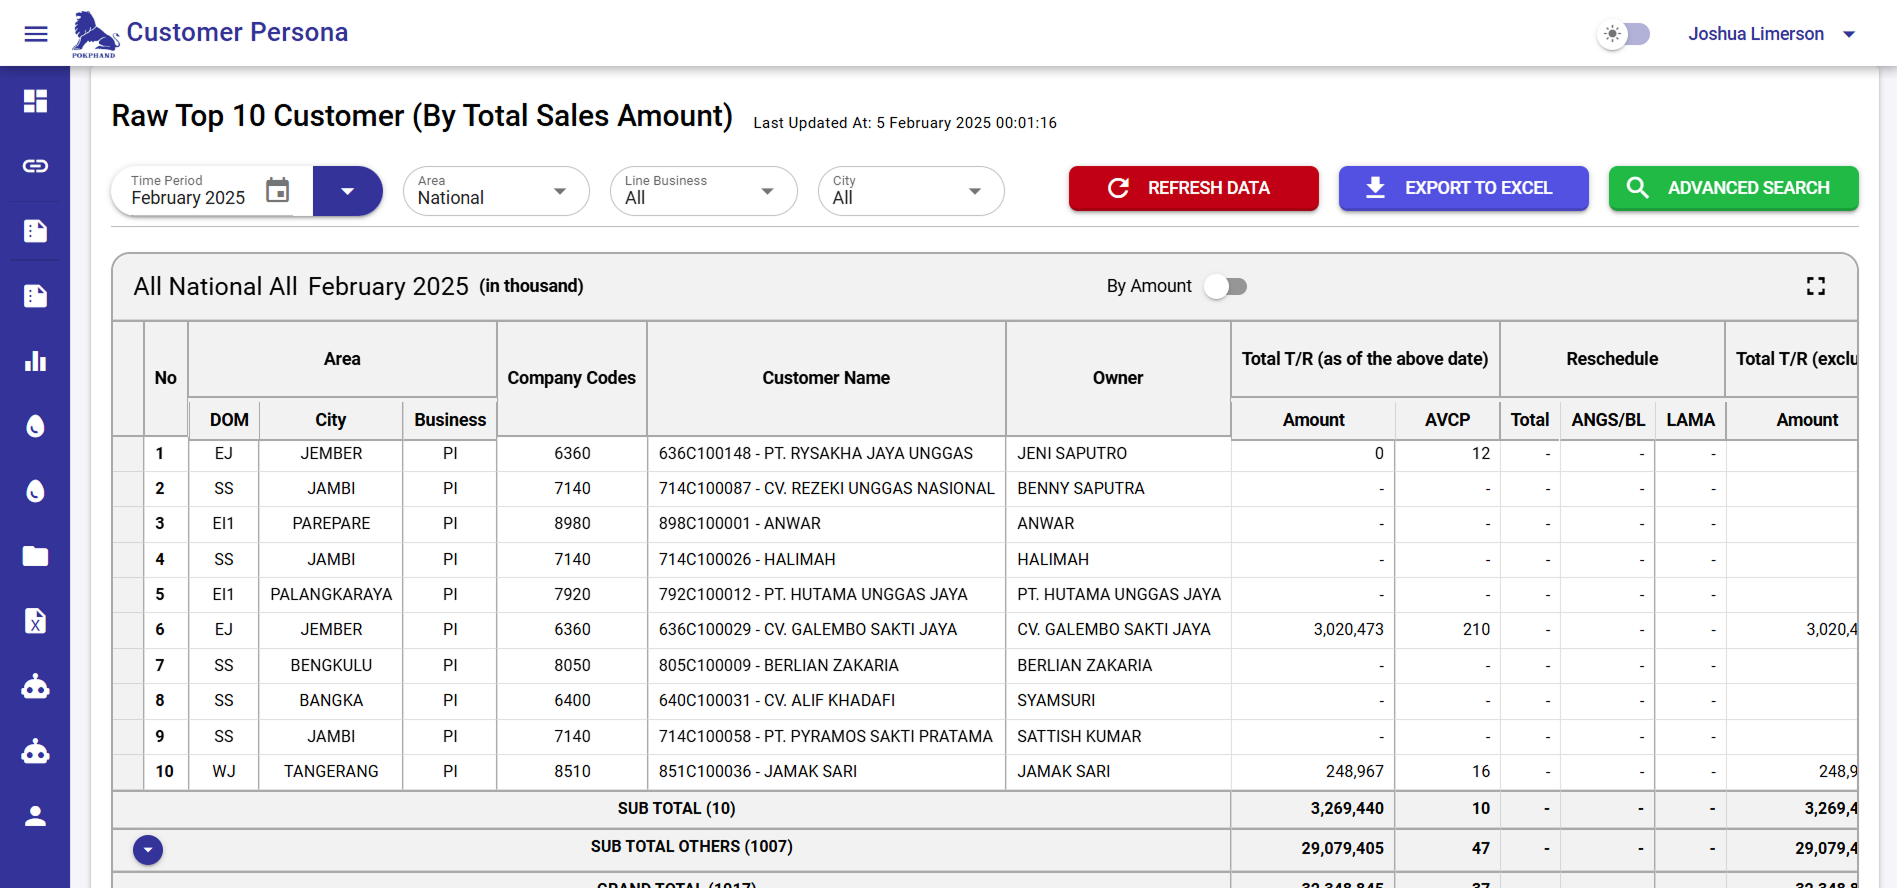 POKPHAND
Customer Persona
Joshua Limerson
Raw Top 10 Customer (By Total Sales Amount) Last Updated At: 5 February 2025 00:01:16
Time Period
February 2025
Area
National
Line Business
All
City
All
REFRESH DATA
EXPORT TO EXCEL
ADVANCED SEARCH
All National All February 2025 (in thousand)
By Amount
No Area Company Codes Customer Name Owner Total T/R (as of the above date) Reschedule Total T/R (exclu
DOM City Business Amount AVCP Total ANGS/BL LAMA Amount
1 EJ JEMBER PI 6360 636C100148 - PT. RYSAKHA JAYA UNGGAS JENI SAPUTRO 0 12 - - -
2 SS JAMBI PI 7140 714C100087 - CV. REZEKI UNGGAS NASIONAL BENNY SAPUTRA - - - - -
3 EI1 PAREPARE PI 8980 898C100001 - ANWAR ANWAR - - - - -
4 SS JAMBI PI 7140 714C100026 - HALIMAH HALIMAH - - - - -
5 EI1 PALANGKARAYA PI 7920 792C100012 - PT. HUTAMA UNGGAS JAYA PT. HUTAMA UNGGAS JAYA - - - - -
6 EJ JEMBER PI 6360 636C100029 - CV. GALEMBO SAKTI JAYA CV. GALEMBO SAKTI JAYA 3,020,473 210 - - - 3,020,4
7 SS BENGKULU PI 8050 805C100009 - BERLIAN ZAKARIA BERLIAN ZAKARIA - - - - -
8 SS BANGKA PI 6400 640C100031 - CV. ALIF KHADAFI SYAMSURI - - - - -
9 SS JAMBI PI 7140 714C100058 - PT. PYRAMOS SAKTI PRATAMA SATTISH KUMAR - - - - -
10 WJ TANGERANG PI 8510 851C100036 - JAMAK SARI JAMAK SARI 248,967 16 - - - 248,9
SUB TOTAL (10) 3,269,440 10 - - - 3,269,4
SUB TOTAL OTHERS (1007) 29,079,405 47 - - - 29,079,4
GRAND TOTAL (1017) 32,348,845 37 - - - 32,348,8